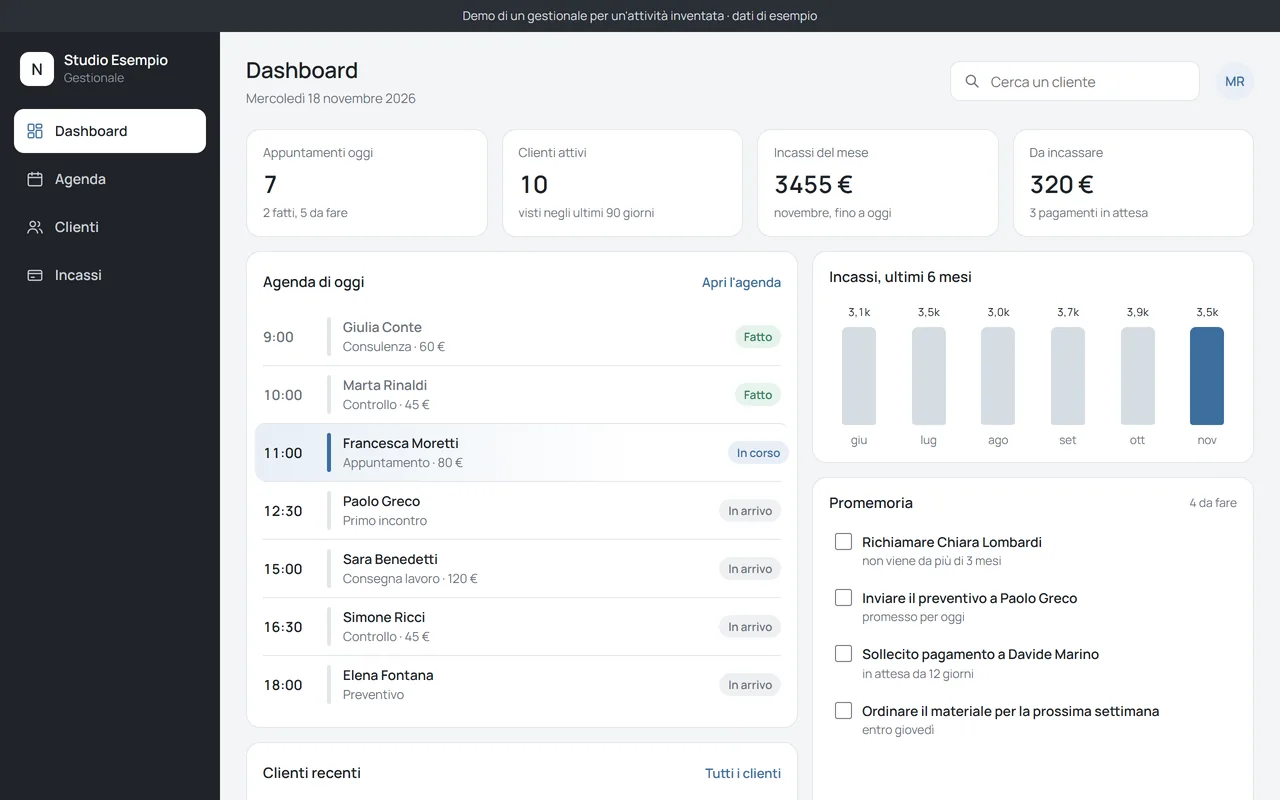 Demo di un gestionale per un'attività inventata · dati di esempio
N
Studio Esempio
Gestionale
Dashboard
Agenda
Clienti
Incassi
Dashboard
Mercoledì 18 novembre 2026
Cerca un cliente
MR
Appuntamenti oggi
7
2 fatti, 5 da fare
Clienti attivi
10
visti negli ultimi 90 giorni
Incassi del mese
3455 €
novembre, fino a oggi
Da incassare
320 €
3 pagamenti in attesa
Agenda di oggi
Apri l'agenda
9:00
Giulia Conte
Consulenza · 60 €
Fatto
10:00
Marta Rinaldi
Controllo · 45 €
Fatto
11:00
Francesca Moretti
Appuntamento · 80 €
In corso
12:30
Paolo Greco
Primo incontro
In arrivo
15:00
Sara Benedetti
Consegna lavoro · 120 €
In arrivo
16:30
Simone Ricci
Controllo · 45 €
In arrivo
18:00
Elena Fontana
Preventivo
In arrivo
Clienti recenti
Tutti i clienti
Incassi, ultimi 6 mesi
3,1k
3,5k
3,0k
3,7k
3,9k
3,5k
giu
lug
ago
set
ott
nov
Promemoria
4 da fare
Richiamare Chiara Lombardi
non viene da più di 3 mesi
Inviare il preventivo a Paolo Greco
promesso per oggi
Sollecito pagamento a Davide Marino
in attesa da 12 giorni
Ordinare il materiale per la prossima settimana
entro giovedì